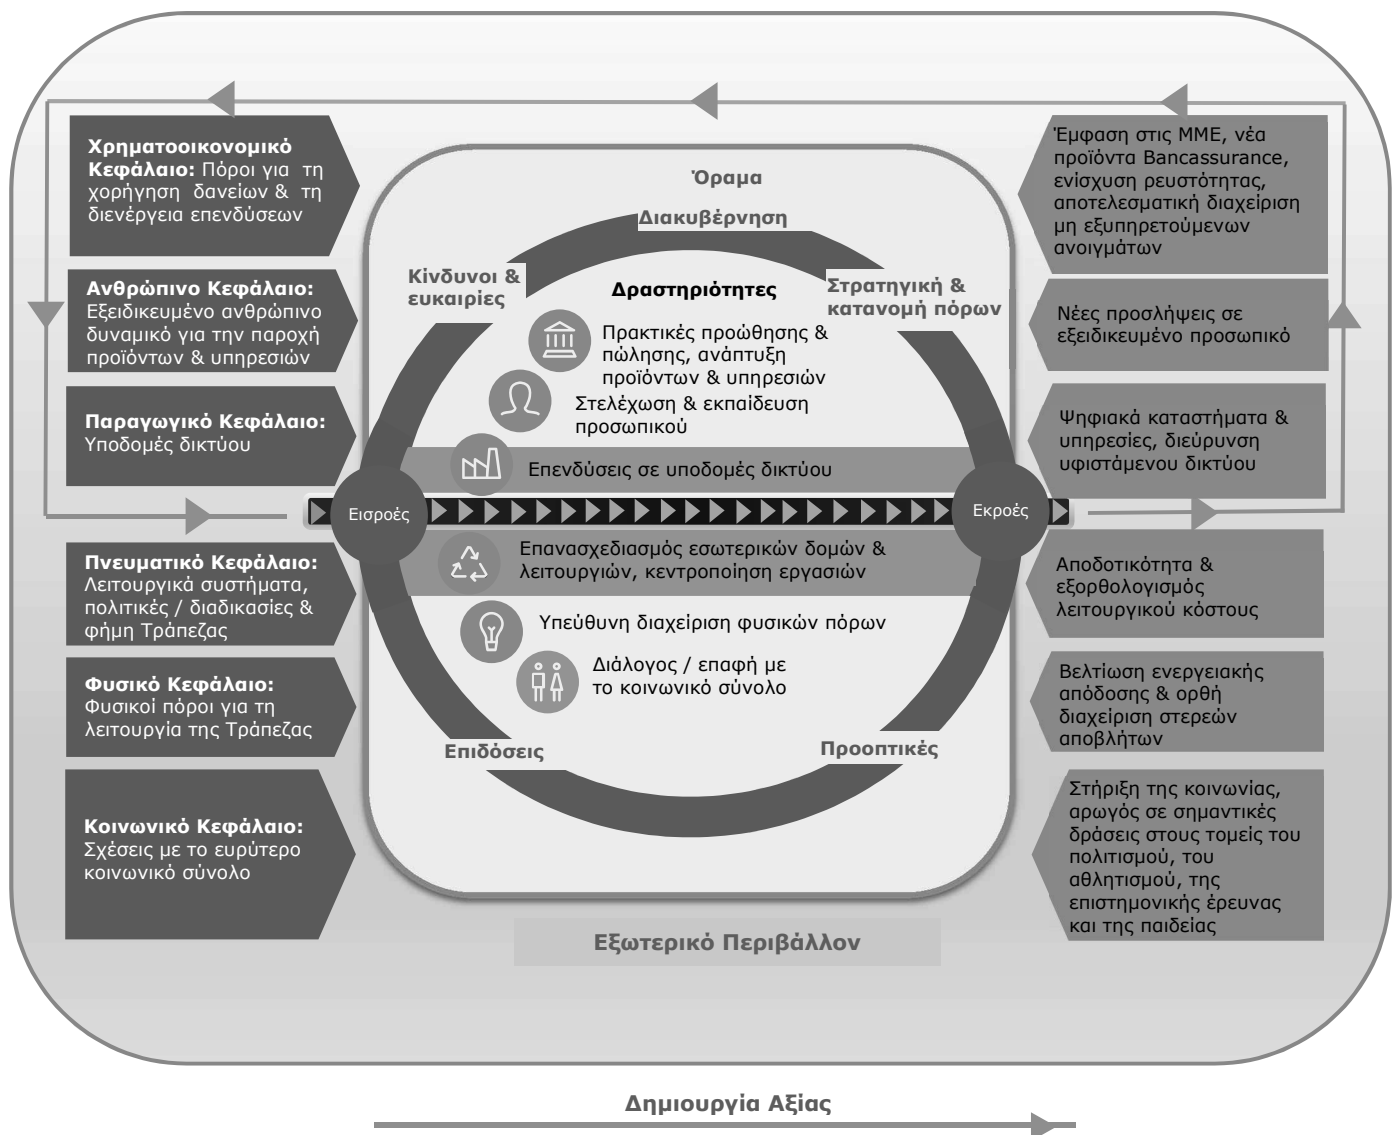 Χρηματοοικονομικό
Κεφάλαιο: Πόροι για τη
χορήγηση δανείων & τη
διενέργεια επενδύσεων
Ανθρώπινο Κεφάλαιο:
Εξειδικευμένο ανθρώπινο
δυναμικό για την παροχή
προϊόντων & υπηρεσιών
Παραγωγικό Κεφάλαιο:
Υποδομές δικτύου
Πνευματικό Κεφάλαιο:
Λειτουργικά συστήματα,
πολιτικές / διαδικασίες &
φήμη Τράπεζας
Φυσικό Κεφάλαιο:
Φυσικοί πόροι για τη
λειτουργία της Τράπεζας
Κοινωνικό Κεφάλαιο:
Σχέσεις με το ευρύτερο
κοινωνικό σύνολο
Όραμα
Διακυβέρνηση
Κίνδυνοι &
ευκαιρίες
Στρατηγική &
κατανομή πόρων
Δραστηριότητες
Πρακτικές προώθησης &
πώλησης, ανάπτυξη
προϊόντων & υπηρεσιών
Στελέχωση & εκπαίδευση
προσωπικού
Επενδύσεις σε υποδομές δικτύου
Εισροές
Εκροές
Επανασχεδιασμός εσωτερικών δομών &
λειτουργιών, κεντροποίηση εργασιών
Υπεύθυνη διαχείριση φυσικών πόρων
Διάλογος / επαφή με
το κοινωνικό σύνολο
Επιδόσεις
Προοπτικές
Έμφαση στις ΜΜΕ, νέα
προϊόντα Bancassurance,
ενίσχυση ρευστότητας,
αποτελεσματική διαχείριση
μη εξυπηρετούμενων
ανοιγμάτων
Νέες προσλήψεις σε
εξειδικευμένο προσωπικό
Ψηφιακά καταστήματα &
υπηρεσίες, διεύρυνση
υφιστάμενου δικτύου
Αποδοτικότητα &
εξορθολογισμός
λειτουργικού κόστους
Βελτίωση ενεργειακής
απόδοσης & ορθή
διαχείριση στερεών
αποβλήτων
Στήριξη της κοινωνίας,
αρωγός σε σημαντικές
δράσεις στους τομείς του
πολιτισμού, του
αθλητισμού, της
επιστημονικής έρευνας
και της παιδείας
Εξωτερικό Περιβάλλον
Δημιουργία Αξίας